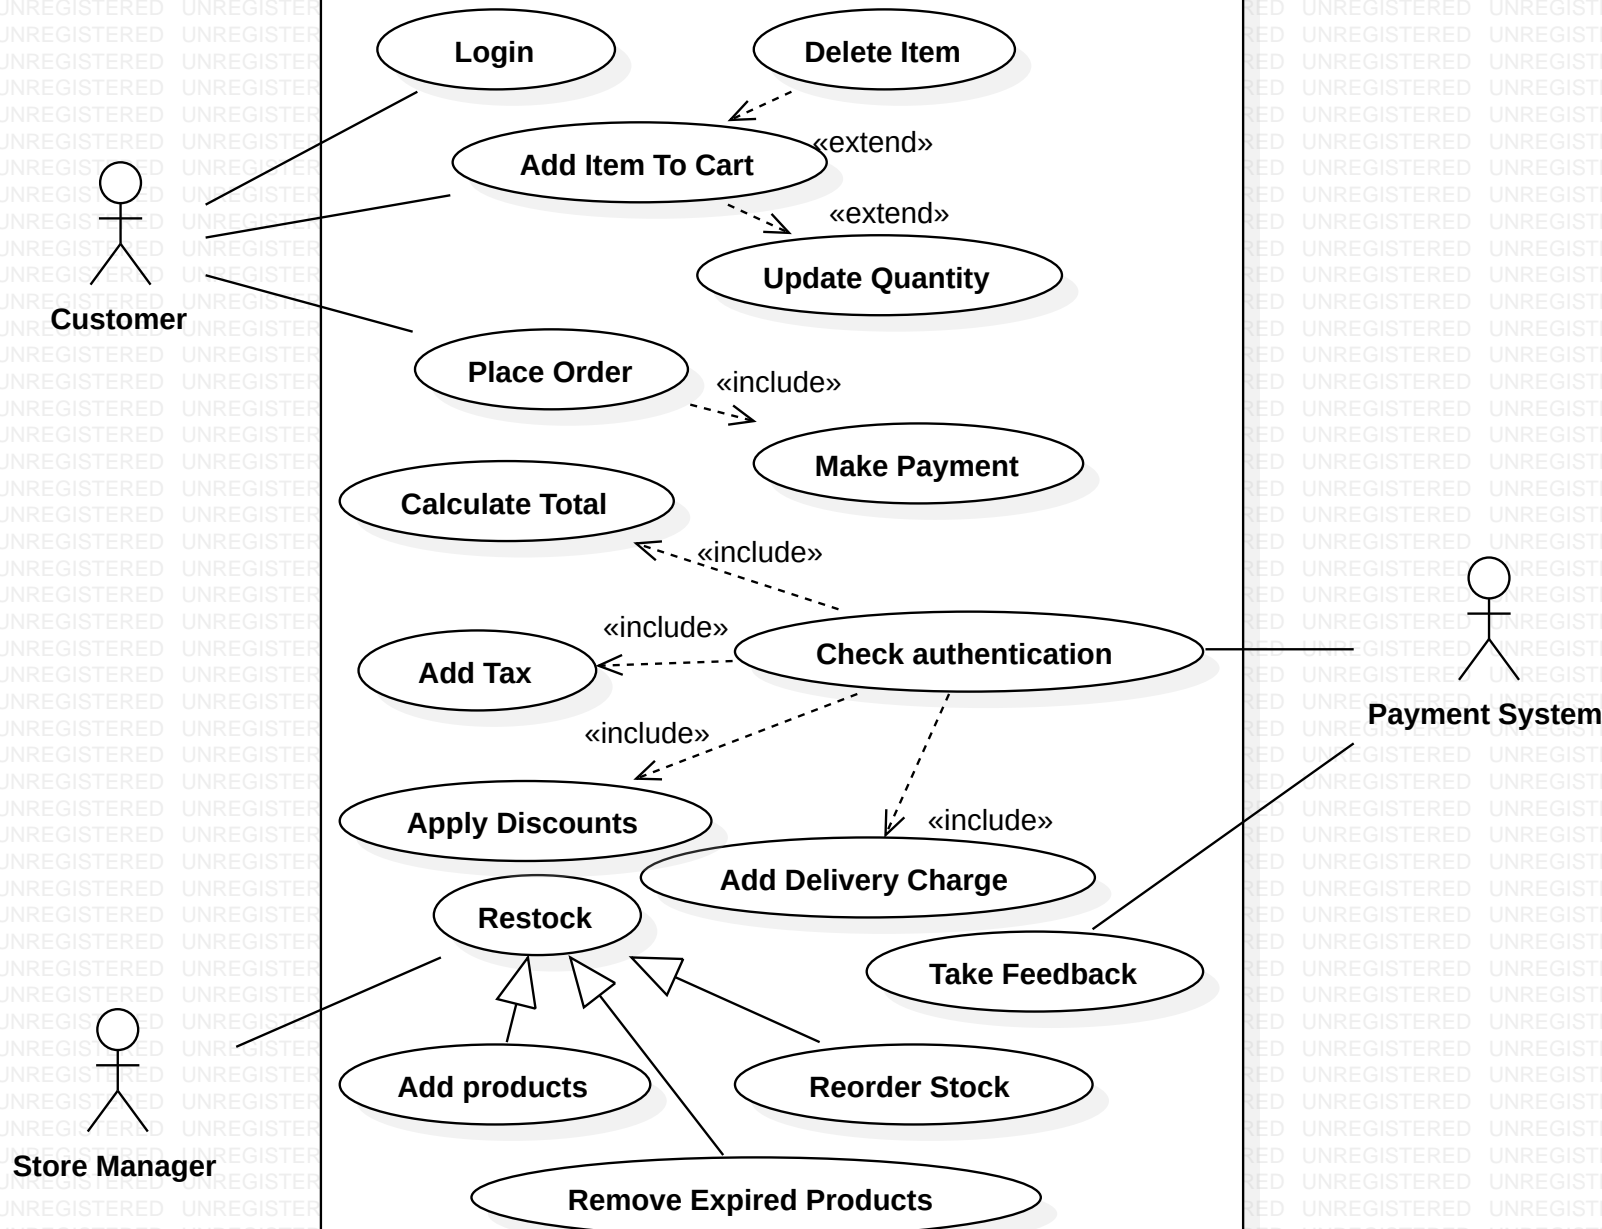 Login
Delete Item
«extend»
Add Item To Cart
«extend»
Update Quantity
Customer
Place Order
«include»
Make Payment
Calculate Total
«include»
«include»
Check authentication
Add Tax
Payment System
«include»
Apply Discounts
«include»
Add Delivery Charge
Restock
Take Feedback
Add products
Reorder Stock
Store Manager
Remove Expired Products
UNREGISTERED